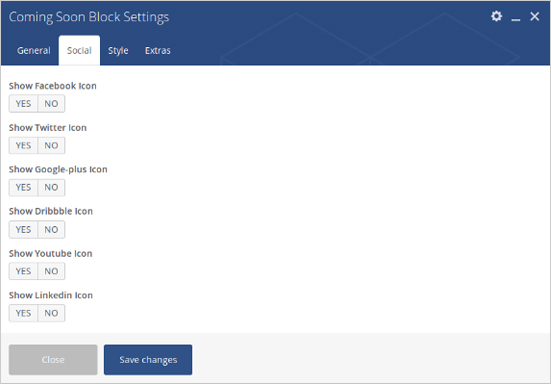 Coming Soon Block Settings
General Social Style Extras
Show Facebook Icon
YES NO
Show Twitter Icon
YES NO
Show Google-plus Icon
YES NO
Show Dribbble Icon
YES NO
Show Youtube Icon
YES NO
Show Linkedin Icon
YES NO
Close Save changes